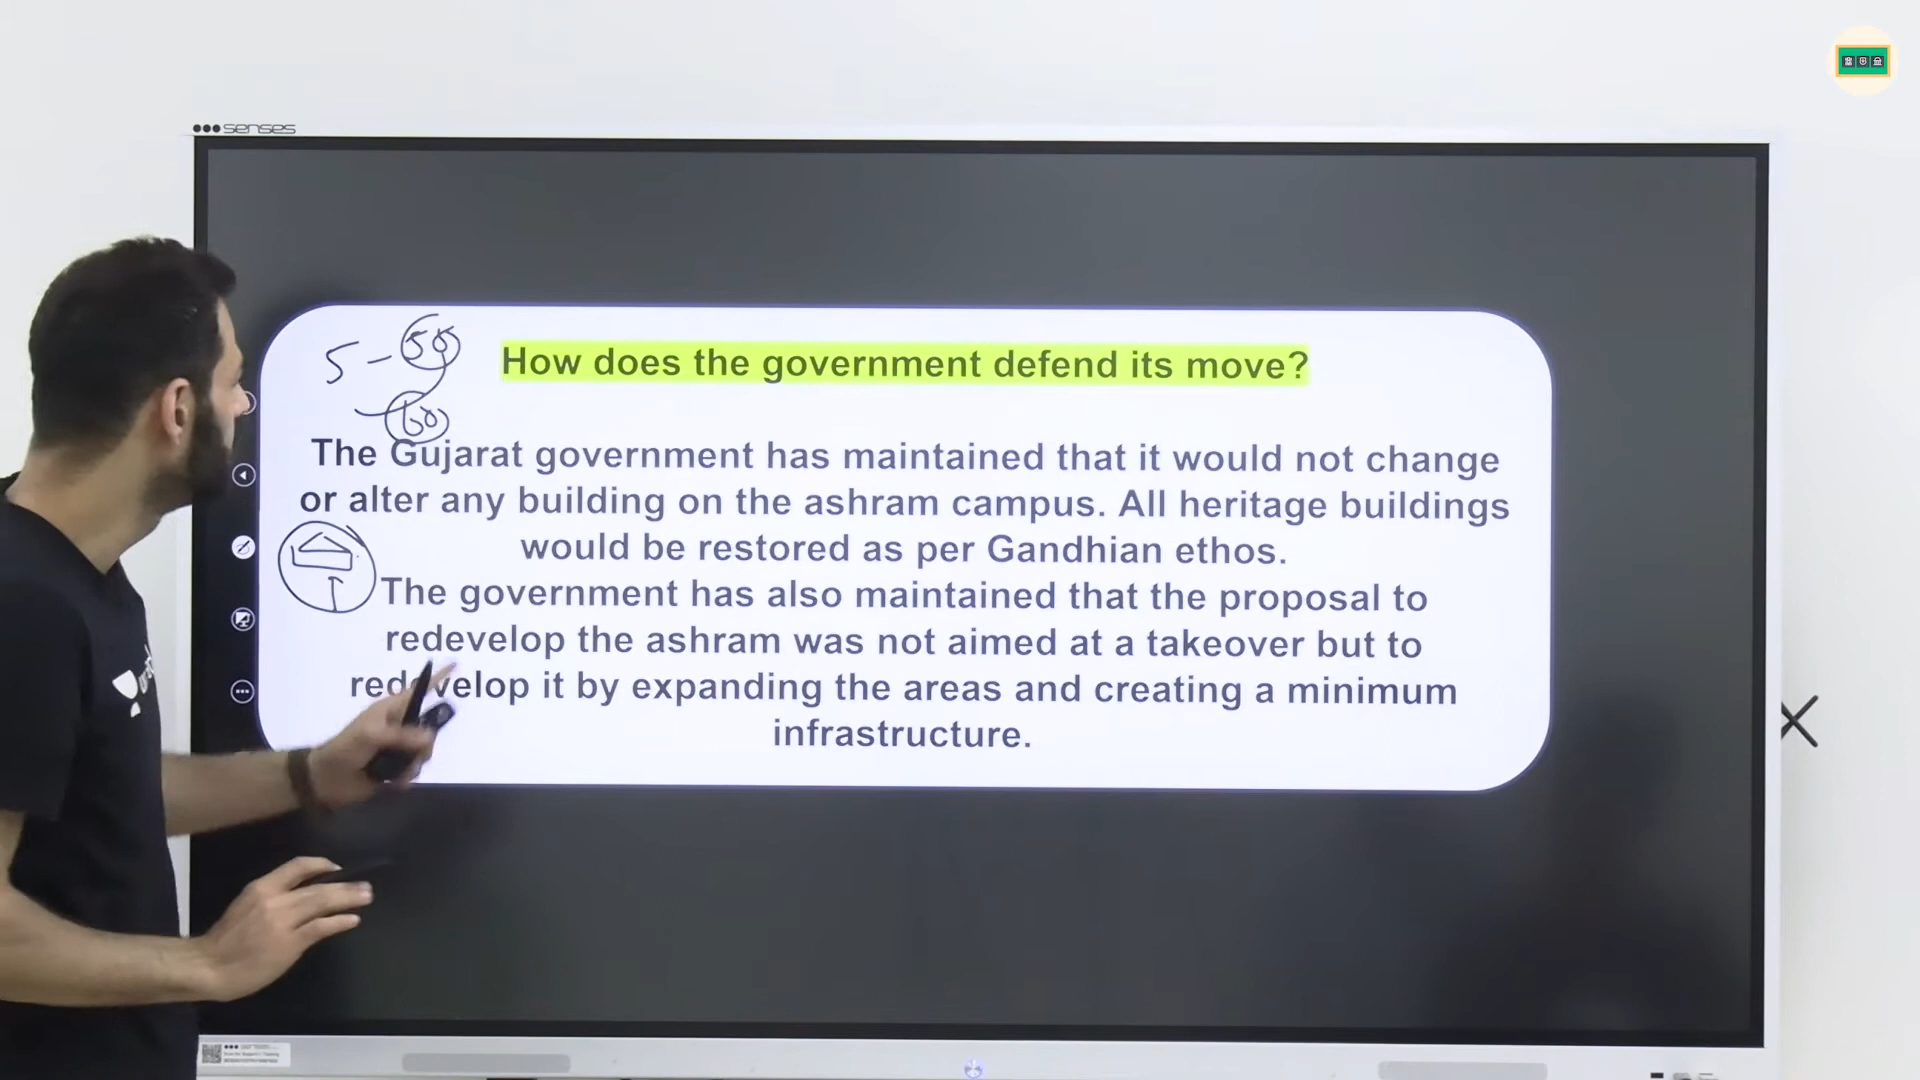 senses
5 - 50
60
How does the government defend its move?
The Gujarat government has maintained that it would not change
or alter any building on the ashram campus. All heritage buildings
would be restored as per Gandhian ethos.
The government has also maintained that the proposal to
redevelop the ashram was not aimed at a takeover but to
redevelop it by expanding the areas and creating a minimum
infrastructure.